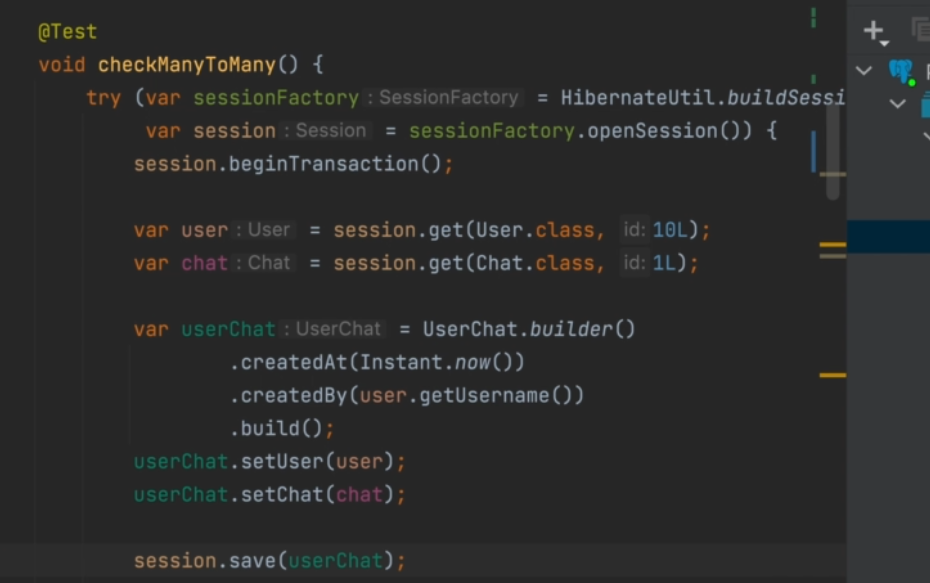 @Test
void checkManyToMany() {
try (var sessionFactory : SessionFactory = HibernateUtil.buildSessi
var session : Session = sessionFactory.openSession()) {
session.beginTransaction();
var user : User = session.get(User.class, id: 10L);
var chat : Chat = session.get(Chat.class, id: 1L);
var userChat : UserChat = UserChat.builder()
.createdAt(Instant.now())
.createdBy(user.getUsername())
.build();
userChat.setUser(user);
userChat.setChat(chat);
session.save(userChat);